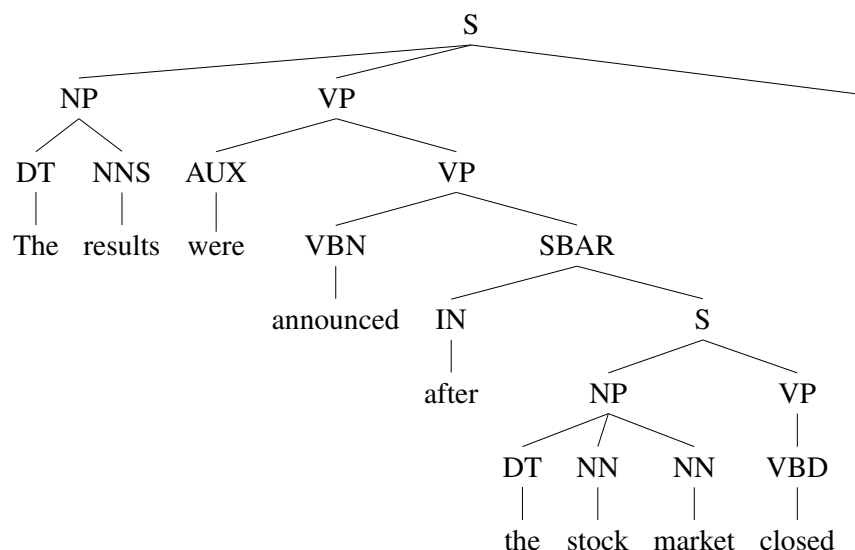 S
NP VP
DT NNS AUX VP
The results were VBN SBAR
announced IN S
after NP VP
DT NN NN VBD
the stock market closed